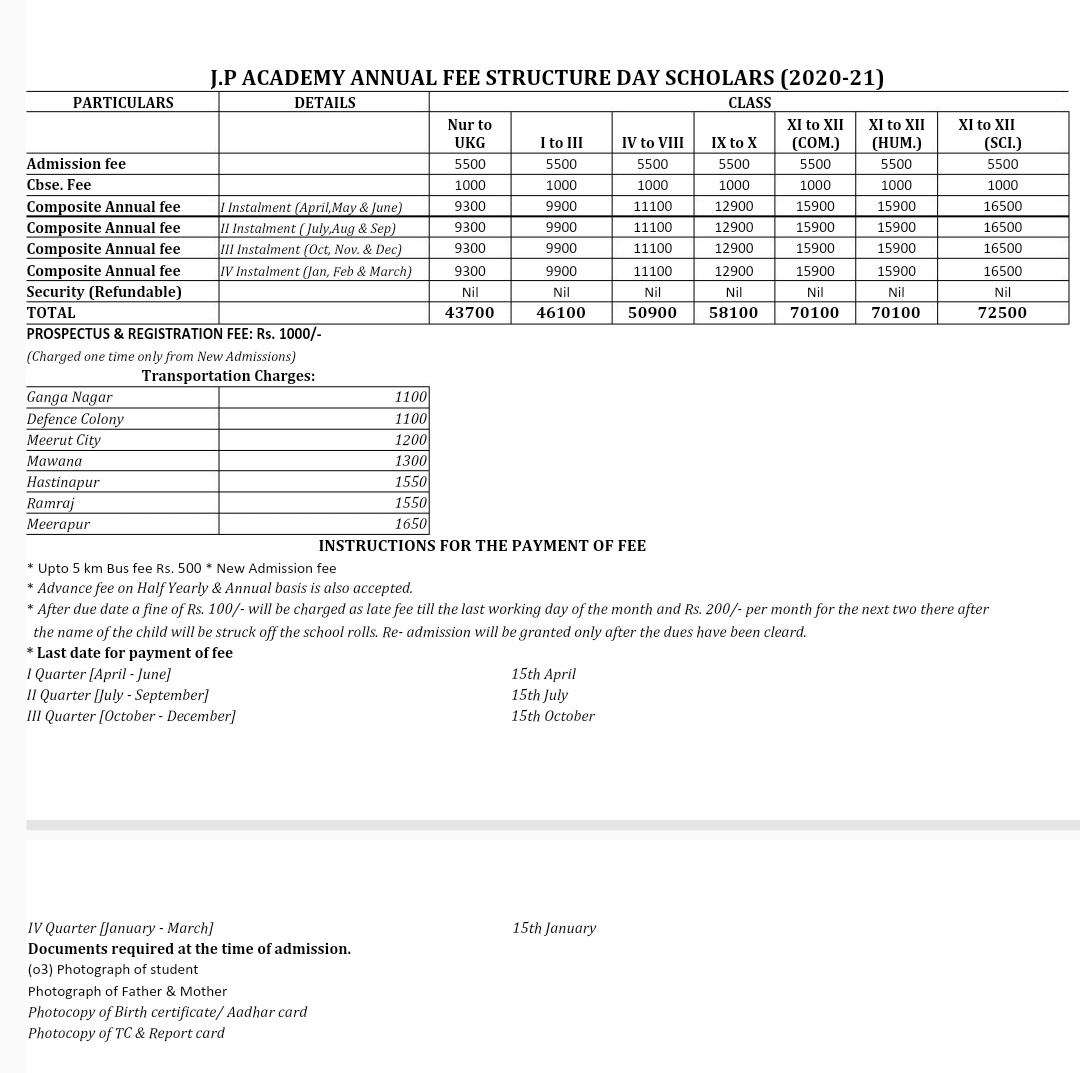 J.P ACADEMY ANNUAL FEE STRUCTURE DAY SCHOLARS (2020-21)
PARTICULARS DETAILS CLASS
Nur to UKG I to III IV to VIII IX to X XI to XII (COM.) XI to XII (HUM.) XI to XII (SCI.)
Admission fee 5500 5500 5500 5500 5500 5500 5500
Cbse. Fee 1000 1000 1000 1000 1000 1000 1000
Composite Annual fee I Instalment (April,May & June) 9300 9900 11100 12900 15900 15900 16500
Composite Annual fee II Instalment ( July,Aug & Sep) 9300 9900 11100 12900 15900 15900 16500
Composite Annual fee III Instalment (Oct, Nov. & Dec) 9300 9900 11100 12900 15900 15900 16500
Composite Annual fee IV Instalment (Jan, Feb & March) 9300 9900 11100 12900 15900 15900 16500
Security (Refundable) Nil Nil Nil Nil Nil Nil Nil
TOTAL 43700 46100 50900 58100 70100 70100 72500
PROSPECTUS & REGISTRATION FEE: Rs. 1000/-
(Charged one time only from New Admissions)
Transportation Charges:
Ganga Nagar 1100
Defence Colony 1100
Meerut City 1200
Mawana 1300
Hastinapur 1550
Ramraj 1550
Meerapur 1650
INSTRUCTIONS FOR THE PAYMENT OF FEE
* Upto 5 km Bus fee Rs. 500 * New Admission fee
* Advance fee on Half Yearly & Annual basis is also accepted.
* After due date a fine of Rs. 100/- will be charged as late fee till the last working day of the month and Rs. 200/- per month for the next two there after
the name of the child will be struck off the school rolls. Re- admission will be granted only after the dues have been cleard.
* Last date for payment of fee
I Quarter [April - June] 15th April
II Quarter [July - September] 15th July
III Quarter [October - December] 15th October
IV Quarter [January - March] 15th January
Documents required at the time of admission.
(o3) Photograph of student
Photograph of Father & Mother
Photocopy of Birth certificate/ Aadhar card
Photocopy of TC & Report card